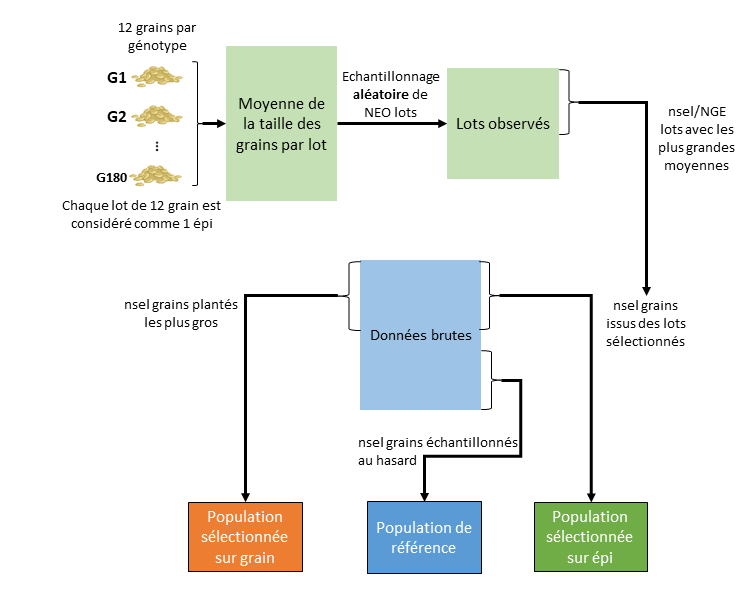 12 grains par
génotype
G1
G2
...
G180
Chaque lot de 12 grain est
considéré comme 1 épi
Moyenne de
la taille des
grains par lot
Echantillonnage
aléatoire de
NEO lots
Lots observés
nsel/NGE
lots avec les
plus grandes
moyennes
nsel grains
issus des lots
sélectionnés
nsel grains plantés
les plus gros
Données brutes
nsel grains échantillonnés
au hasard
Population
sélectionnée
sur grain
Population de
référence
Population
sélectionnée
sur épi